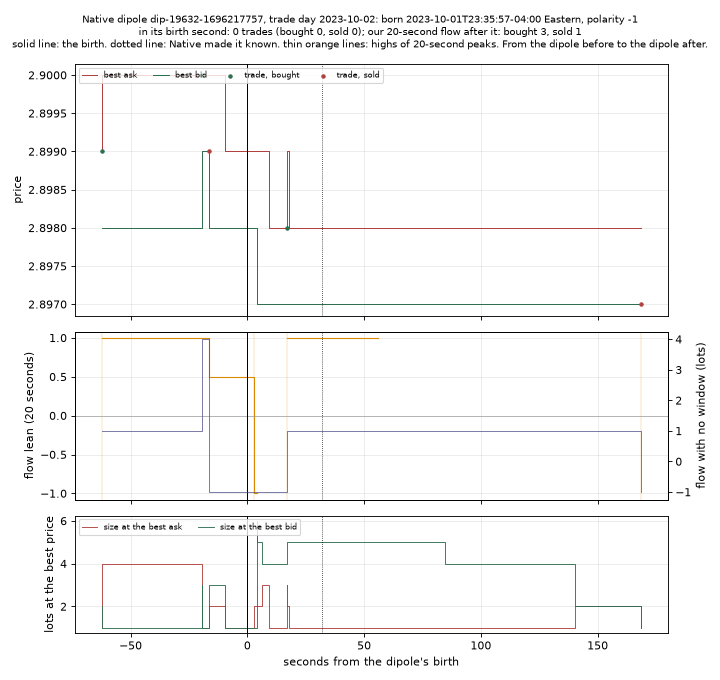 Native dipole dip-19632-1696217757, trade day 2023-10-02: born 2023-10-01T23:35:57-04:00 Eastern, polarity -1
in its birth second: 0 trades (bought 0, sold 0); our 20-second flow after it: bought 3, sold 1
solid line: the birth. dotted line: Native made it known. thin orange lines: highs of 20-second peaks. From the dipole before to the dipole after.
best ask best bid trade, bought trade, sold
2.9000
2.8995
2.8990
2.8985
2.8980
2.8975
2.8970
price
1.0
0.5
0.0
−0.5
−1.0
flow lean (20 seconds)
4
3
2
1
0
−1
flow with no window (lots)
size at the best ask size at the best bid
6
4
2
lots at the best price
−50 0 50 100 150
seconds from the dipole's birth